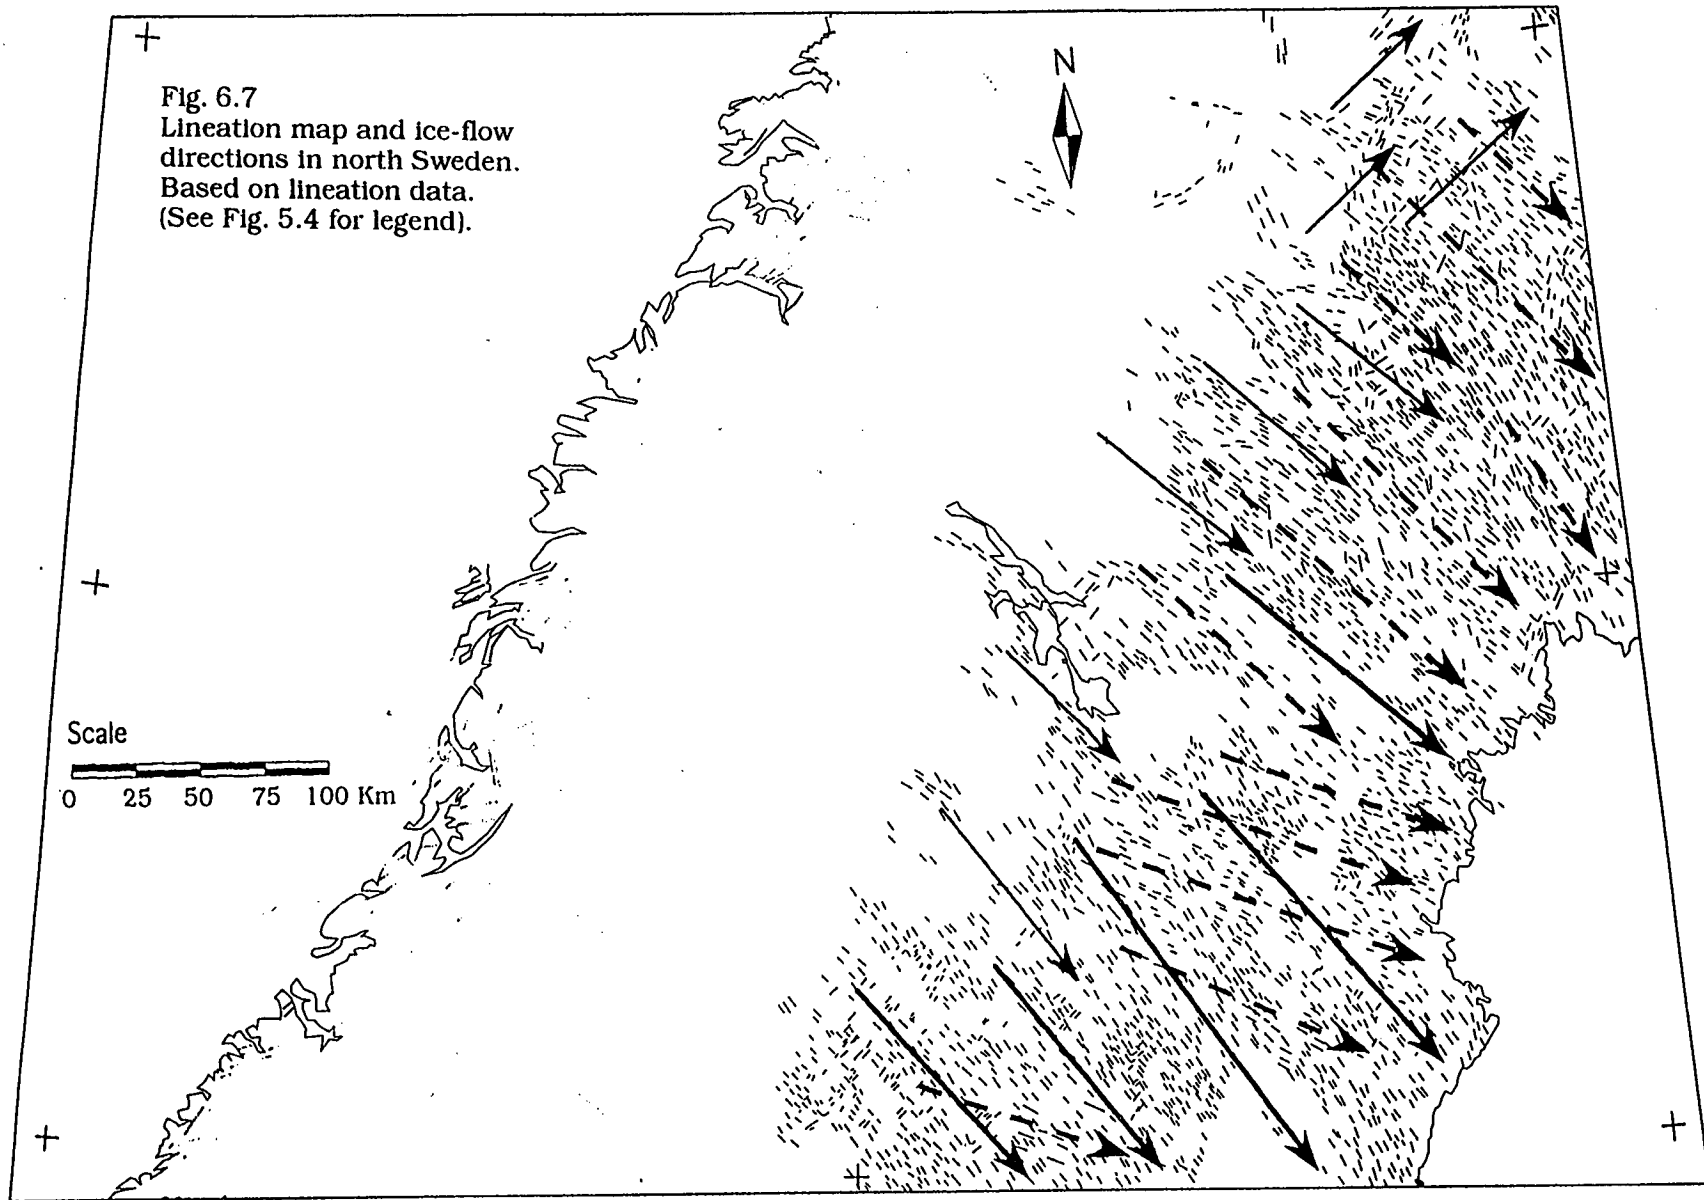 Fig. 6.7
Lineation map and ice-flow
directions in north Sweden.
Based on lineation data.
(See Fig. 5.4 for legend).
N
Scale
0 25 50 75 100 Km